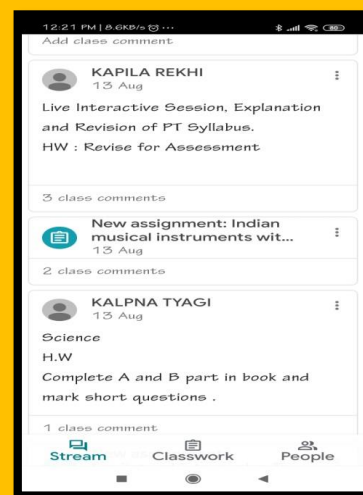 12:21 PM | 8.6KB/s ...
80
Add class comment
KAPILA REKHI
13 Aug
Live Interactive Session, Explanation
and Revision of PT Syllabus.
HW : Revise for Assessment
3 class comments
New assignment: Indian
musical instruments wit...
13 Aug
2 class comments
KALPNA TYAGI
13 Aug
Science
H.W
Complete A and B part in book and
mark short questions .
1 class comment
Stream Classwork People